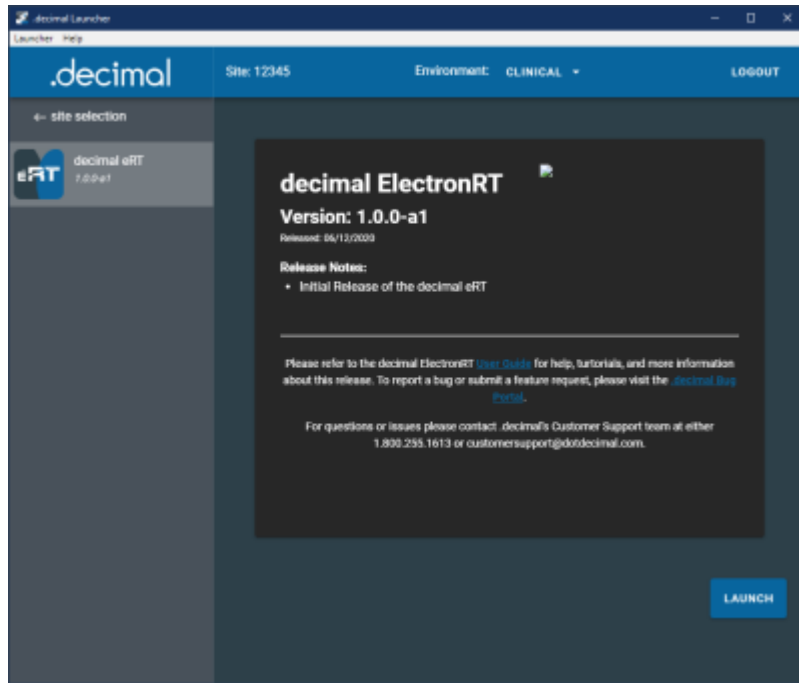 .decimal Launcher
Launcher Help
.decimal
Site: 12345
Environment: CLINICAL
LOGOUT
← site selection
eRT
decimal eRT
1.0.0-a1
decimal ElectronRT
Version: 1.0.0-a1
Released: 06/12/2020
Release Notes:
• Initial Release of the decimal eRT
Please refer to the decimal ElectronRT User Guide for help, turtorials, and more information
about this release. To report a bug or submit a feature request, please visit the .decimal Bug
Portal.
For questions or issues please contact .decimal's Customer Support team at either
1.800.255.1613 or customersupport@dotdecimal.com.
LAUNCH